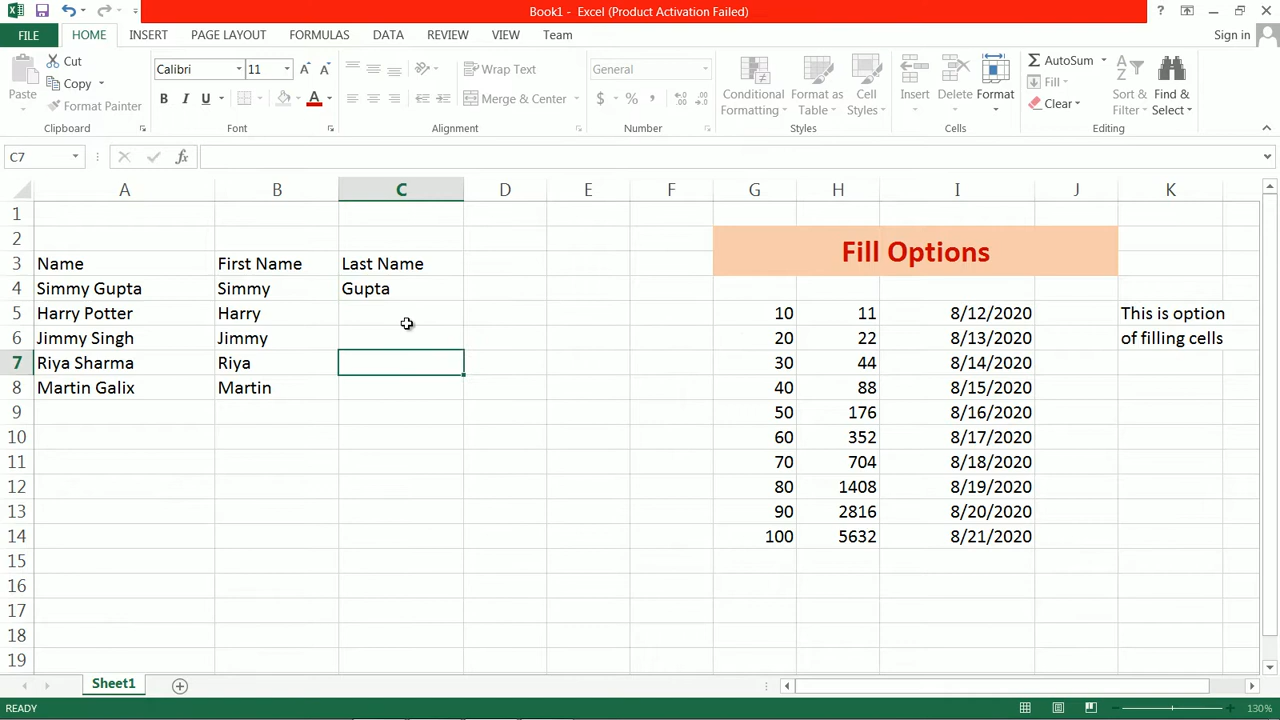 Book1 - Excel (Product Activation Failed)
?
FILE HOME INSERT PAGE LAYOUT FORMULAS DATA REVIEW VIEW Team Sign in
Paste
Cut
Copy
Format Painter
Clipboard
Calibri 11
B I U
Font
Wrap Text
Merge & Center
Alignment
General
$ % ,
Number
Conditional Formatting
Format as Table
Cell Styles
Styles
Insert
Delete
Format
Cells
AutoSum
Fill
Clear
Sort & Filter
Find & Select
Editing
C7 fx
A B C D E F G H I J K
1
2 Fill Options
3 Name First Name Last Name
4 Simmy Gupta Simmy Gupta
5 Harry Potter Harry 10 11 8/12/2020 This is option
6 Jimmy Singh Jimmy 20 22 8/13/2020 of filling cells
7 Riya Sharma Riya 30 44 8/14/2020
8 Martin Galix Martin 40 88 8/15/2020
9 50 176 8/16/2020
10 60 352 8/17/2020
11 70 704 8/18/2020
12 80 1408 8/19/2020
13 90 2816 8/20/2020
14 100 5632 8/21/2020
15
16
17
18
19
Sheet1
READY 130%